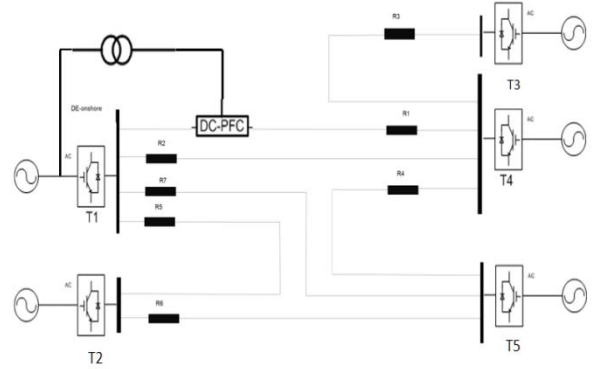 R3
AC
T3
DE-onshore
DC-PFC
R1
AC
R2
AC
T1
R7
R5
R4
T4
AC
T2
R6
AC
T5